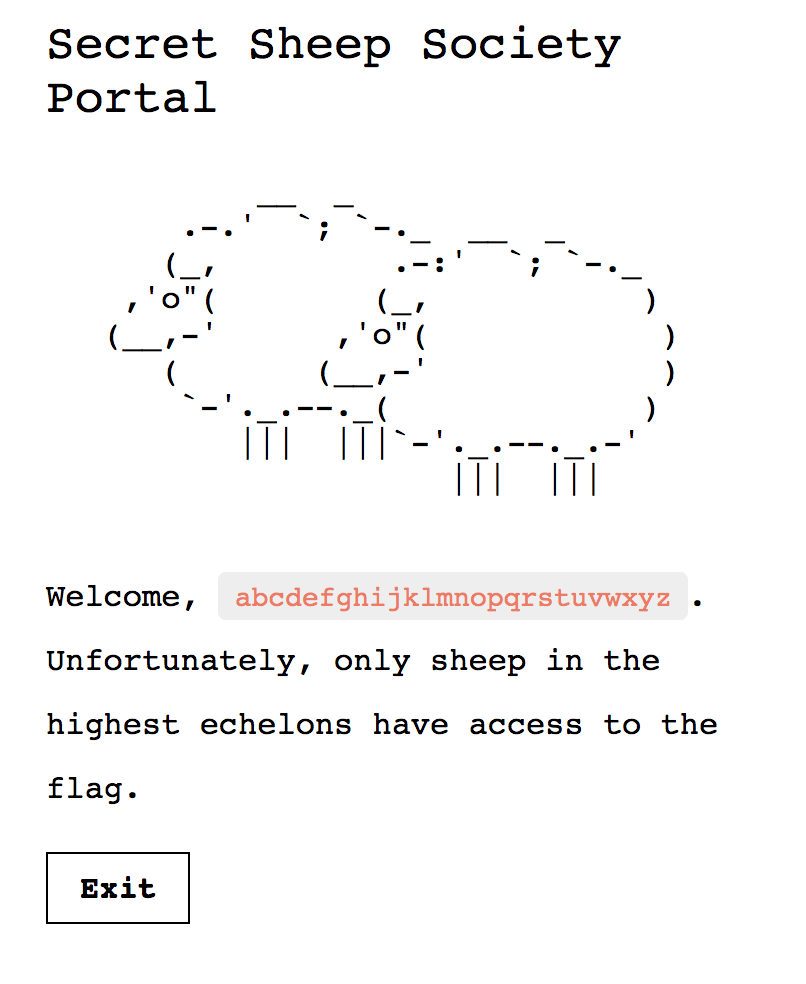 Secret Sheep Society
Portal
Welcome, abcdefghijklmnopqrstuvwxyz.
Unfortunately, only sheep in the
highest echelons have access to the
flag.
Exit